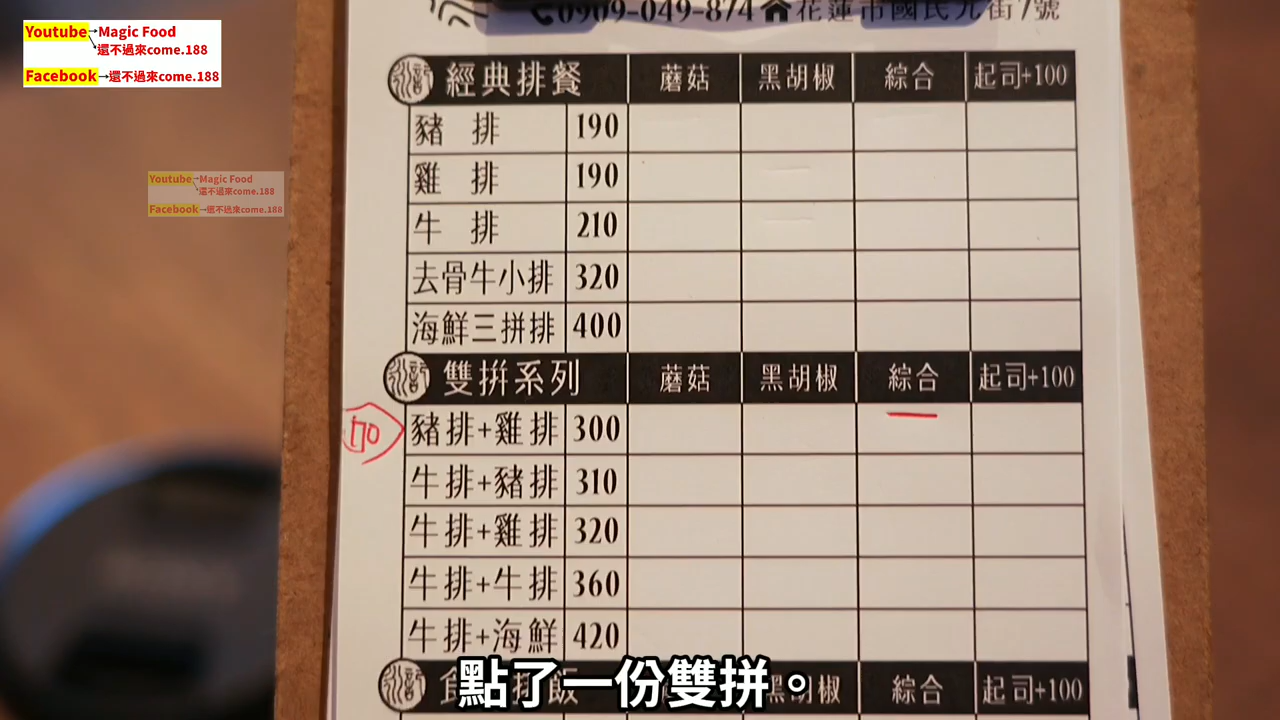 Youtube→Magic Food
還不過來come.188
Facebook→還不過來come.188
Youtube→Magic Food
還不過來come.188
Facebook→還不過來come.188
0909-049-874 花蓮市國民九街7號
經典排餐 蘑菇 黑胡椒 綜合 起司+100
豬排 190
雞排 190
牛排 210
去骨牛小排 320
海鮮三拼排 400
雙拼系列 蘑菇 黑胡椒 綜合 起司+100
170 豬排+雞排 300
牛排+豬排 310
牛排+雞排 320
牛排+牛排 360
牛排+海鮮 420
飯 黑胡椒 綜合 起司+100
點了一份雙拼。